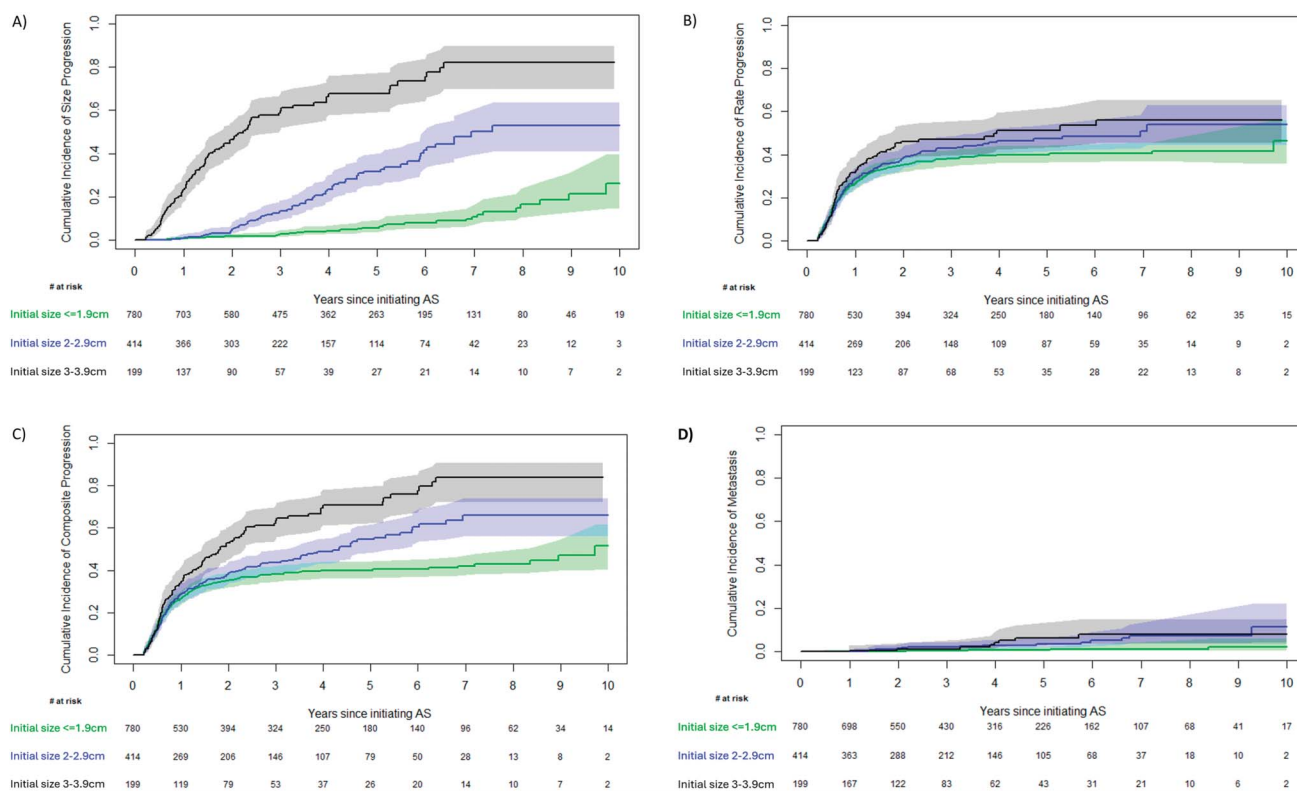 A)
Cumulative Incidence of Size Progression
1.0
0.8
0.6
0.4
0.2
0.0
0 1 2 3 4 5 6 7 8 9 10
# at risk
Years since initiating AS
Initial size <=1.9cm 780 703 580 475 362 263 195 131 80 46 19
Initial size 2-2.9cm 414 366 303 222 157 114 74 42 23 12 3
Initial size 3-3.9cm 199 137 90 57 39 27 21 14 10 7 2
B)
Cumulative Incidence of Rate Progression
1.0
0.8
0.6
0.4
0.2
0.0
0 1 2 3 4 5 6 7 8 9 10
# at risk
Years since initiating AS
Initial size <=1.9cm 780 530 394 324 250 180 140 96 62 35 15
Initial size 2-2.9cm 414 269 206 148 109 87 59 35 14 9 2
Initial size 3-3.9cm 199 123 87 68 53 35 28 22 13 8 2
C)
Cumulative Incidence of Composite Progression
1.0
0.8
0.6
0.4
0.2
0.0
0 1 2 3 4 5 6 7 8 9 10
# at risk
Years since initiating AS
Initial size <=1.9cm 780 530 394 324 250 180 140 96 62 34 14
Initial size 2-2.9cm 414 269 206 146 107 79 50 28 13 8 2
Initial size 3-3.9cm 199 119 79 53 37 26 20 14 10 7 2
D)
Cumulative Incidence of Metastasis
1.0
0.8
0.6
0.4
0.2
0.0
0 1 2 3 4 5 6 7 8 9 10
# at risk
Years since initiating AS
Initial size <=1.9cm 780 698 550 430 316 226 162 107 68 41 17
Initial size 2-2.9cm 414 363 288 212 146 105 68 37 18 10 2
Initial size 3-3.9cm 199 167 122 83 62 43 31 21 10 6 2